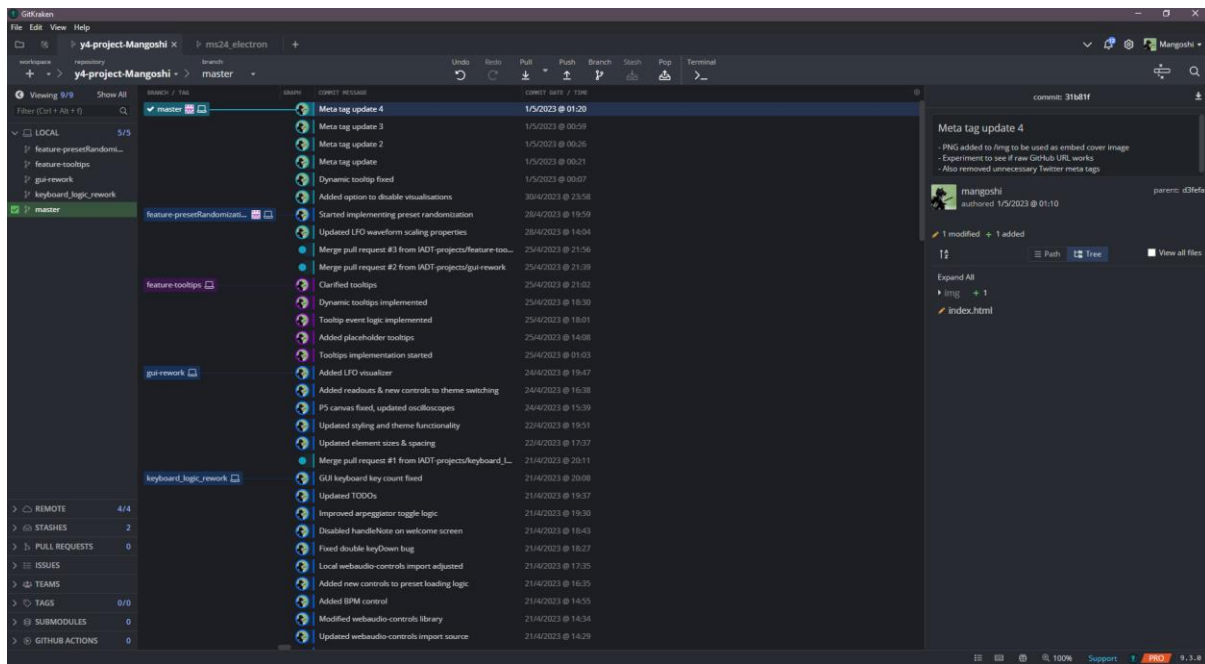 GitKraken
File Edit View Help
y4-project-Mangoshi ×
ms24_electron
+
Mangoshi
workspace
repository
branch
y4-project-Mangoshi
master
Undo
Redo
Pull
Push
Branch
Stash
Pop
Terminal
Viewing 9/9
Show All
Filter (Ctrl + Alt + f)
LOCAL 5/5
feature-presetRandomi...
feature-tooltips
gui-rework
keyboard_logic_rework
master
REMOTE 4/4
STASHES 2
PULL REQUESTS 0
ISSUES
TEAMS
TAGS 0/0
SUBMODULES 0
GITHUB ACTIONS 0
BRANCH / TAG
GRAPH
COMMIT MESSAGE
COMMIT DATE / TIME
master Meta tag update 4 1/5/2023 @ 01:20
Meta tag update 3 1/5/2023 @ 00:59
Meta tag update 2 1/5/2023 @ 00:26
Meta tag update 1/5/2023 @ 00:21
Dynamic tooltip fixed 1/5/2023 @ 00:07
Added option to disable visualisations 30/4/2023 @ 23:58
feature-presetRandomizati... Started implementing preset randomization 28/4/2023 @ 19:59
Updated LFO waveform scaling properties 28/4/2023 @ 14:04
Merge pull request #3 from IADT-projects/feature-too... 25/4/2023 @ 21:56
Merge pull request #2 from IADT-projects/gui-rework 25/4/2023 @ 21:39
feature-tooltips Clarified tooltips 25/4/2023 @ 21:02
Dynamic tooltips implemented 25/4/2023 @ 18:30
Tooltip event logic implemented 25/4/2023 @ 18:01
Added placeholder tooltips 25/4/2023 @ 14:08
Tooltips implementation started 25/4/2023 @ 01:03
gui-rework Added LFO visualizer 24/4/2023 @ 19:47
Added readouts & new controls to theme switching 24/4/2023 @ 16:38
P5 canvas fixed, updated oscilloscopes 24/4/2023 @ 15:39
Updated styling and theme functionality 22/4/2023 @ 19:51
Updated element sizes & spacing 22/4/2023 @ 17:37
Merge pull request #1 from IADT-projects/keyboard_l... 21/4/2023 @ 20:11
keyboard_logic_rework GUI keyboard key count fixed 21/4/2023 @ 20:08
Updated TODOs 21/4/2023 @ 19:37
Improved arpeggiator toggle logic 21/4/2023 @ 19:30
Disabled handleNote on welcome screen 21/4/2023 @ 18:43
Fixed double keyDown bug 21/4/2023 @ 18:27
Local webaudio-controls import adjusted 21/4/2023 @ 17:35
Added new controls to preset loading logic 21/4/2023 @ 16:35
Added BPM control 21/4/2023 @ 14:55
Modified webaudio-controls library 21/4/2023 @ 14:34
Updated webaudio-controls import source 21/4/2023 @ 14:29
commit: 31b81f
Meta tag update 4
- PNG added to /img to be used as embed cover image
- Experiment to see if raw GitHub URL works
- Also removed unnecessary Twitter meta tags
mangoshi
authored 1/5/2023 @ 01:10
parent: d3fefa
1 modified + 1 added
Path
Tree
View all files
Expand All
img + 1
index.html
100%
Support
PRO
9.3.0